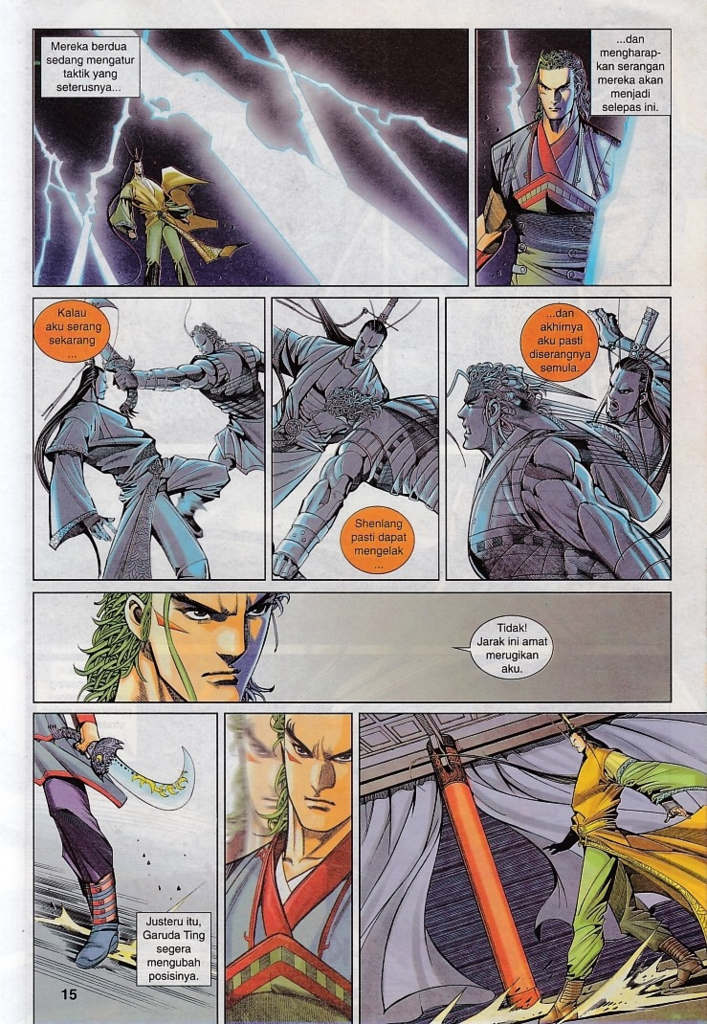 Mereka berdua
sedang mengatur
taktik yang
seterusnya...
...dan
mengharap-
kan serangan
mereka akan
menjadi
selepas ini.
Kalau
aku serang
sekarang
...
Shenlang
pasti dapat
mengelak
...
...dan
akhirnya
aku pasti
diserangnya
semula.
Tidak!
Jarak ini amat
merugikan
aku.
Justeru itu,
Garuda Ting
segera
mengubah
posisinya.
15